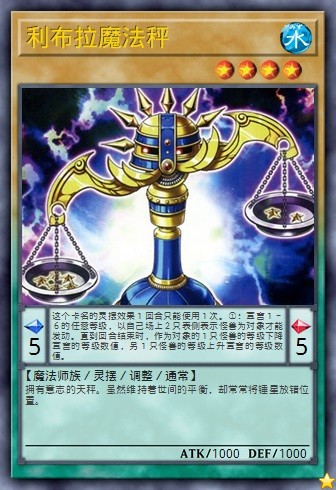 利布拉魔法秤
水
这个卡名的灵摆效果1回合只能使用1次。①：宣言1-
6的任意等级，以自己场上2只表侧表示怪兽为对象才能
发动。直到回合结束时，作为对象的1只怪兽的等级下降
宣言的等级数值，另1只怪兽的等级上升宣言的等级数
值。
5
5
【魔法师族／灵摆／调整／通常】
拥有意志的天秤。虽然维持着世间的平衡，却常常将锤星放错位
置。
ATK/1000 DEF/1000